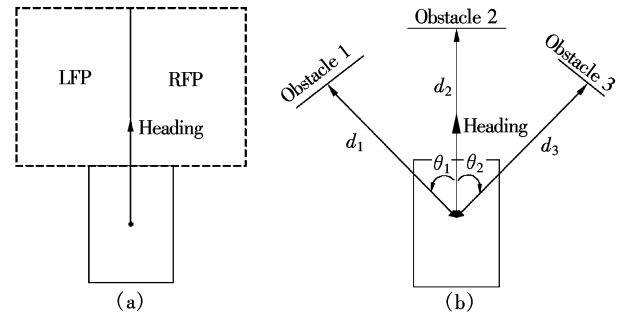 LFP RFP
Heading
(a)
Obstacle 1
Obstacle 2
Obstacle 3
d₁
d₂
d₃
Heading
θ₁ θ₂
(b)